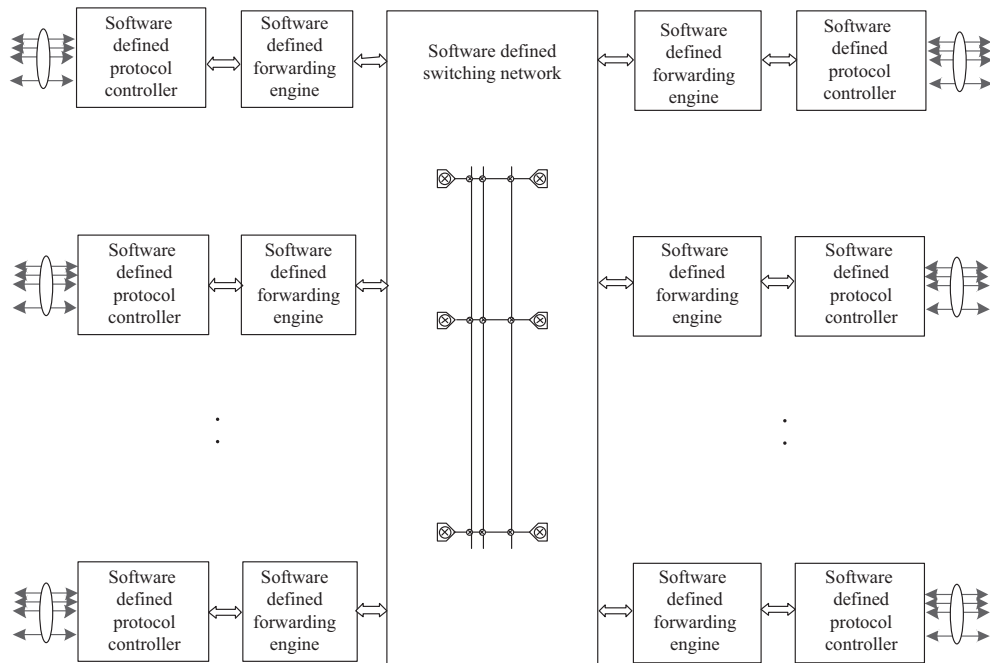 Software
defined
protocol
controller
Software
defined
forwarding
engine
Software defined
switching network
Software
defined
forwarding
engine
Software
defined
protocol
controller
Software
defined
protocol
controller
Software
defined
forwarding
engine
Software
defined
forwarding
engine
Software
defined
protocol
controller
Software
defined
protocol
controller
Software
defined
forwarding
engine
Software
defined
forwarding
engine
Software
defined
protocol
controller